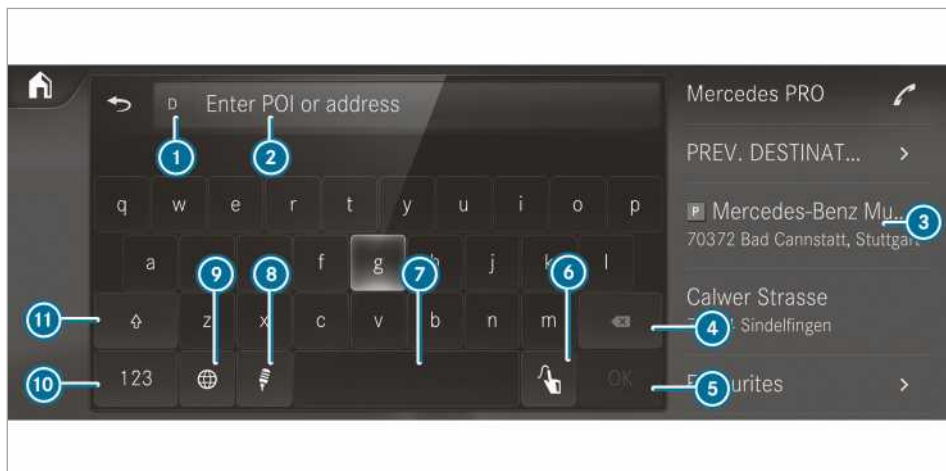 D Enter POI or address
1 2
q w e r t y u i o p
a f g j l
9 8 7 6
11 z x c v b n m
10 123 OK
Mercedes PRO
PREV. DESTINAT...
P Mercedes-Benz Mu...
3
70372 Bad Cannstatt, Stuttgart
Calwer Strasse
4 Sindelfingen
5